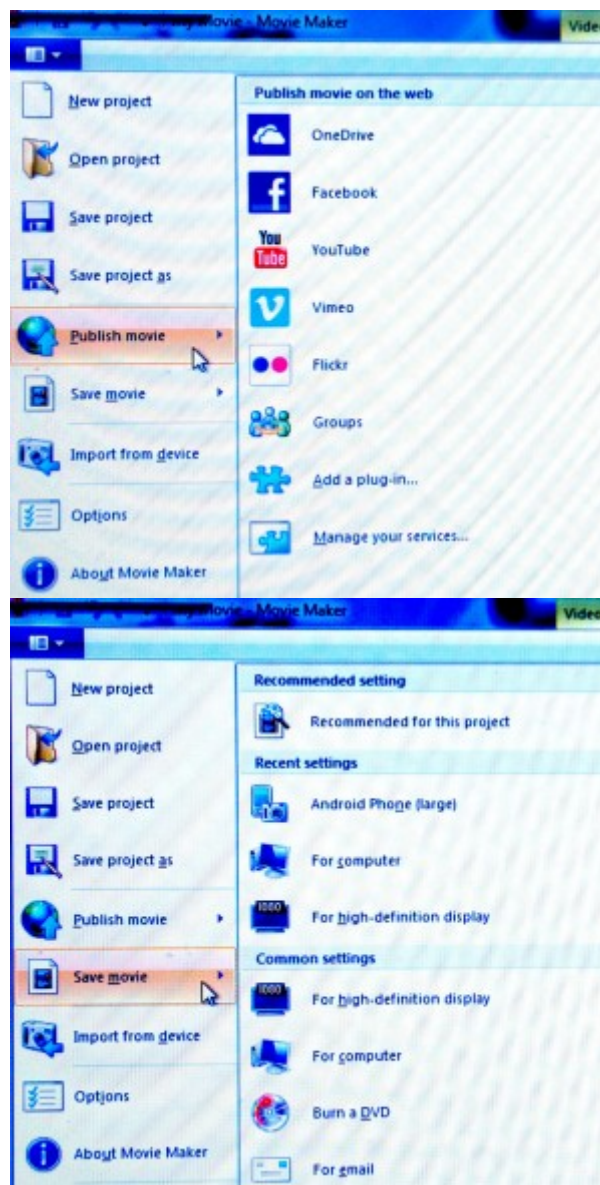 - Movie Maker
New project
Open project
Save project
Save project as
Publish movie
Save movie
Import from device
Options
About Movie Maker
Publish movie on the web
OneDrive
Facebook
You
Tube
YouTube
Vimeo
Flickr
Groups
Add a plug-in...
Manage your services...
- Movie Maker
Video
New project
Open project
Save project
Save project as
Publish movie
Save movie
Import from device
Options
About Movie Maker
Recommended setting
Recommended for this project
Recent settings
Android Phone (large)
For computer
1080
For high-definition display
Common settings
1080
For high-definition display
For computer
Burn a DVD
For email